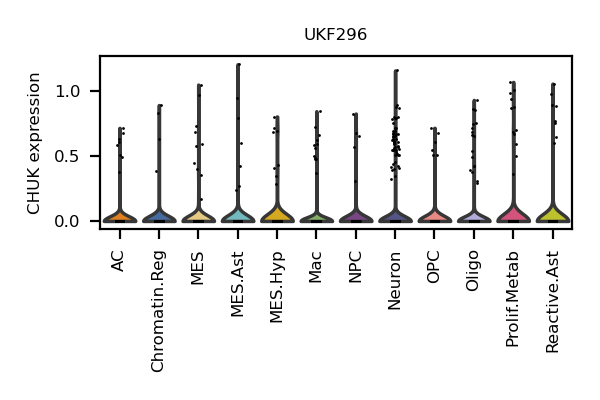 UKF296
CHUK expression
1.0
0.5
0.0
AC
Chromatin.Reg
MES
MES.Ast
MES.Hyp
Mac
NPC
Neuron
OPC
Oligo
Prolif.Metab
Reactive.Ast